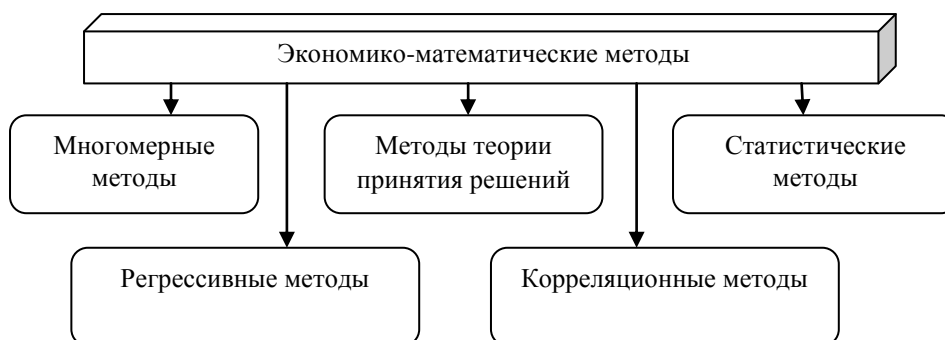 Экономико-математические методы
Многомерные
методы
Методы теории
принятия решений
Статистические
методы
Регрессивные методы
Корреляционные методы